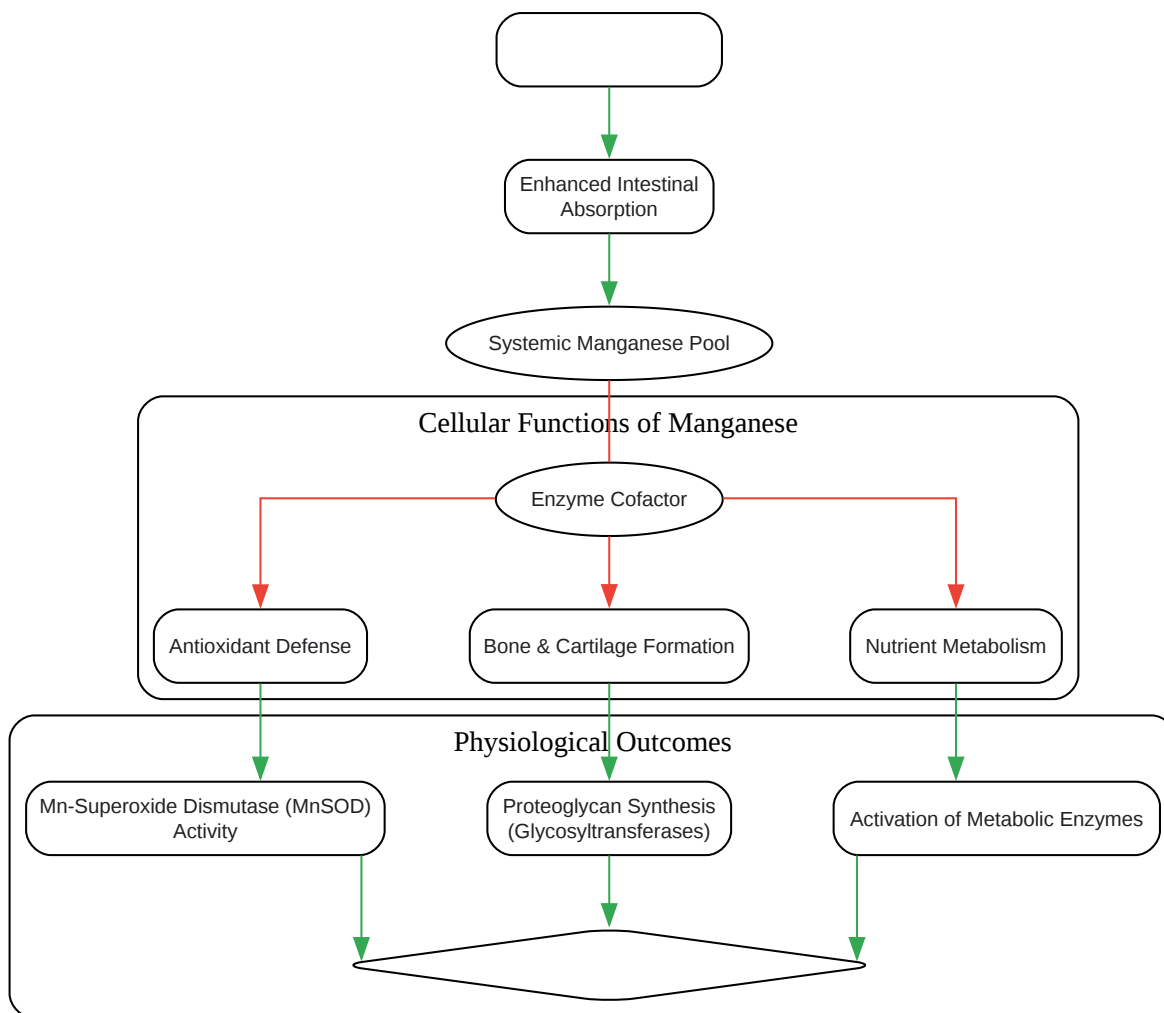 Enhanced Intestinal
Absorption
Systemic Manganese Pool
Cellular Functions of Manganese
Enzyme Cofactor
Antioxidant Defense
Bone & Cartilage Formation
Nutrient Metabolism
Physiological Outcomes
Mn-Superoxide Dismutase (MnSOD)
Activity
Proteoglycan Synthesis
(Glycosyltransferases)
Activation of Metabolic Enzymes